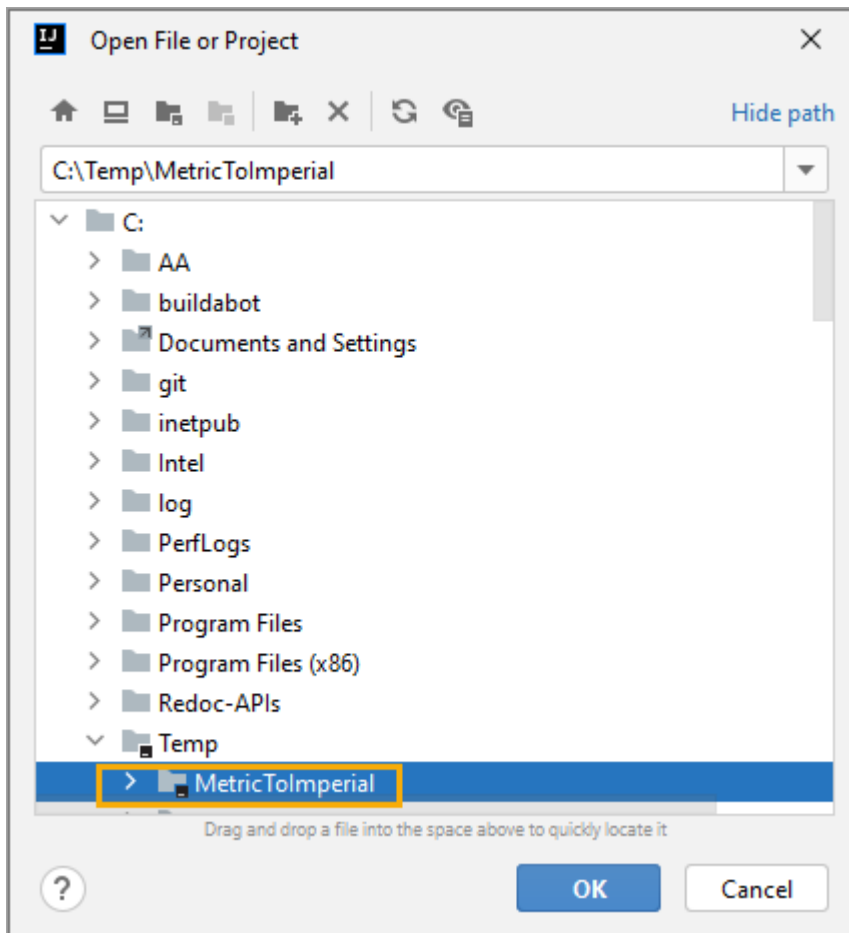 IJ Open File or Project
Hide path
C:\Temp\MetricToImperial
C:
AA
buildabot
Documents and Settings
git
inetpub
Intel
log
PerfLogs
Personal
Program Files
Program Files (x86)
Redoc-APIs
Temp
MetricToImperial
Drag and drop a file into the space above to quickly locate it
? OK Cancel